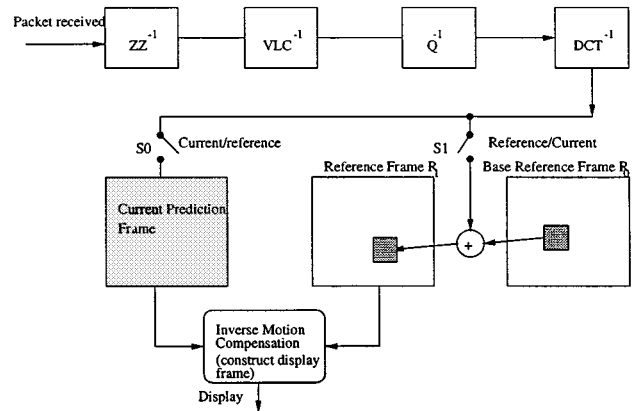 Packet received
ZZ⁻¹
VLC⁻¹
Q⁻¹
DCT⁻¹
S0
Current/reference
S1
Reference/Current
Reference Frame R₁
Base Reference Frame R₀
Current Prediction
Frame
+
Inverse Motion
Compensation
(construct display
frame)
Display